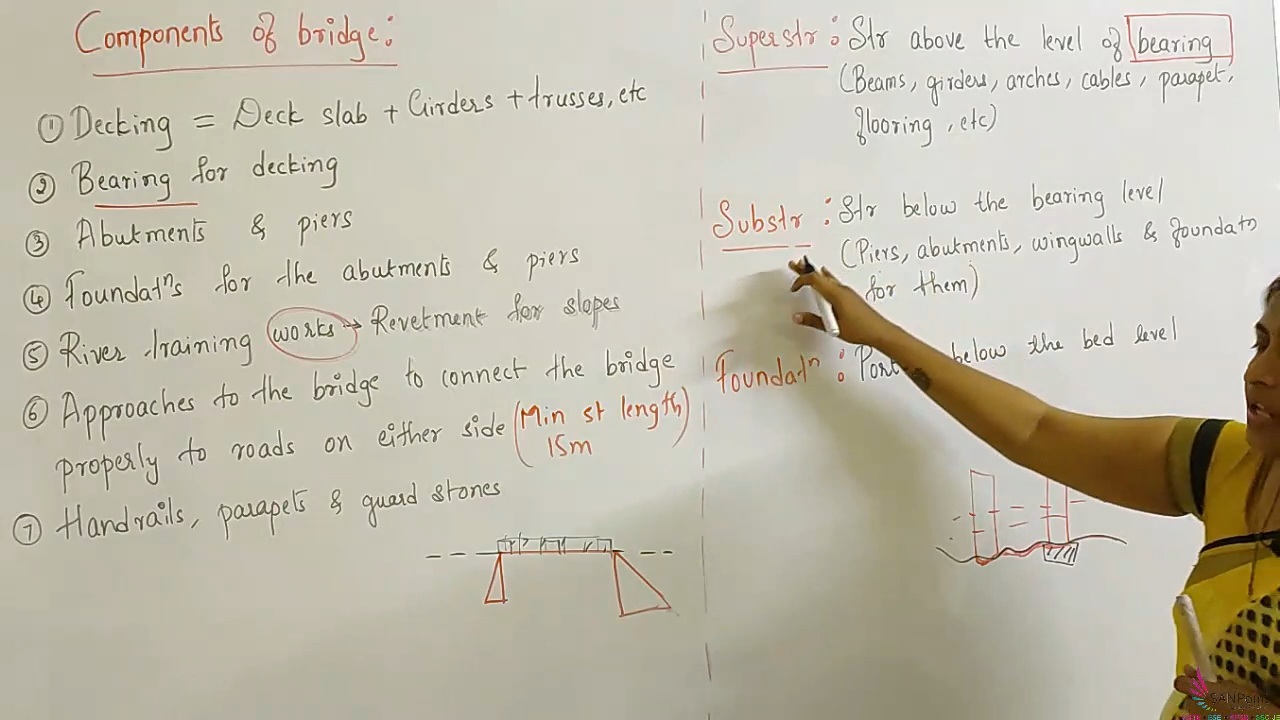 Components of bridge:
① Decking = Deck slab + Girders + trusses, etc
② Bearing for decking
③ Abutments & piers
④ Foundatns for the abutments & piers
⑤ River training works → Revetment for slopes
⑥ Approaches to the bridge to connect the bridge
properly to roads on either side (Min st length
15m)
⑦ Handrails, parapets & guard stones
Superstr : Str above the level of bearing
(Beams, girders, arches, cables, parapet,
flooring, etc)
Substr : Str below the bearing level
(Piers, abutments, wingwalls & foundatn
for them)
Foundatn : below the bed level
SANPoint